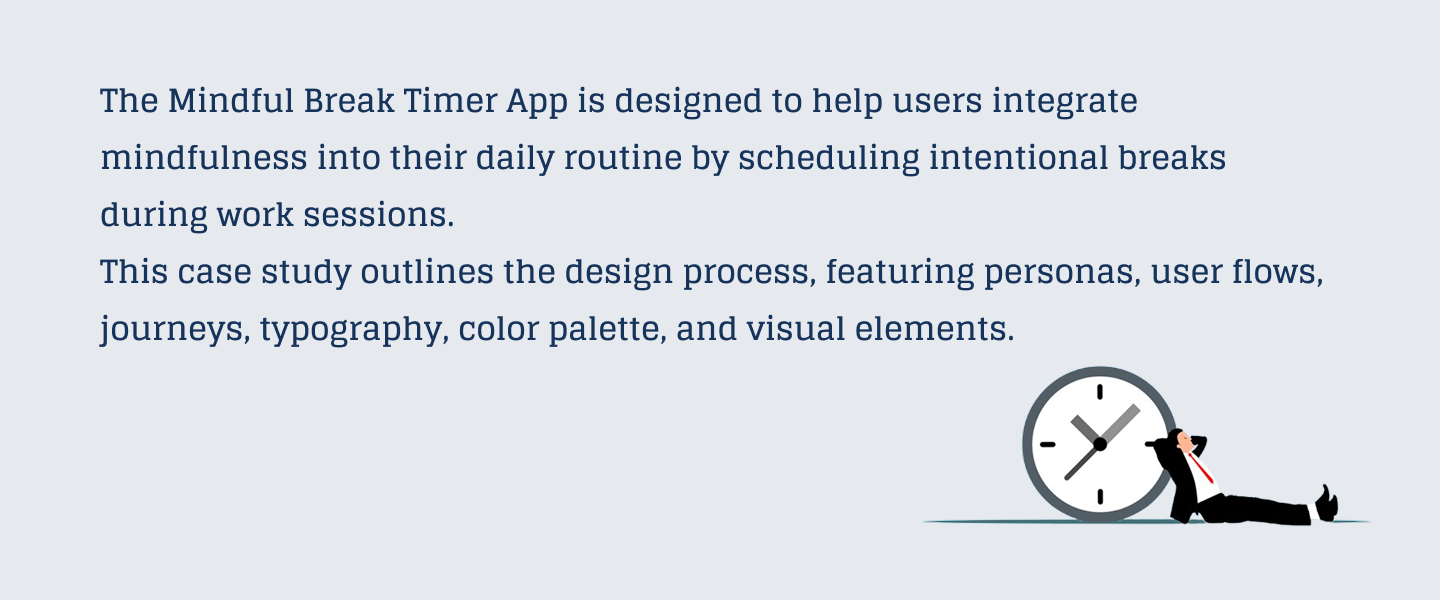 The Mindful Break Timer App is designed to help users integrate
mindfulness into their daily routine by scheduling intentional breaks
during work sessions.
This case study outlines the design process, featuring personas, user flows,
journeys, typography, color palette, and visual elements.